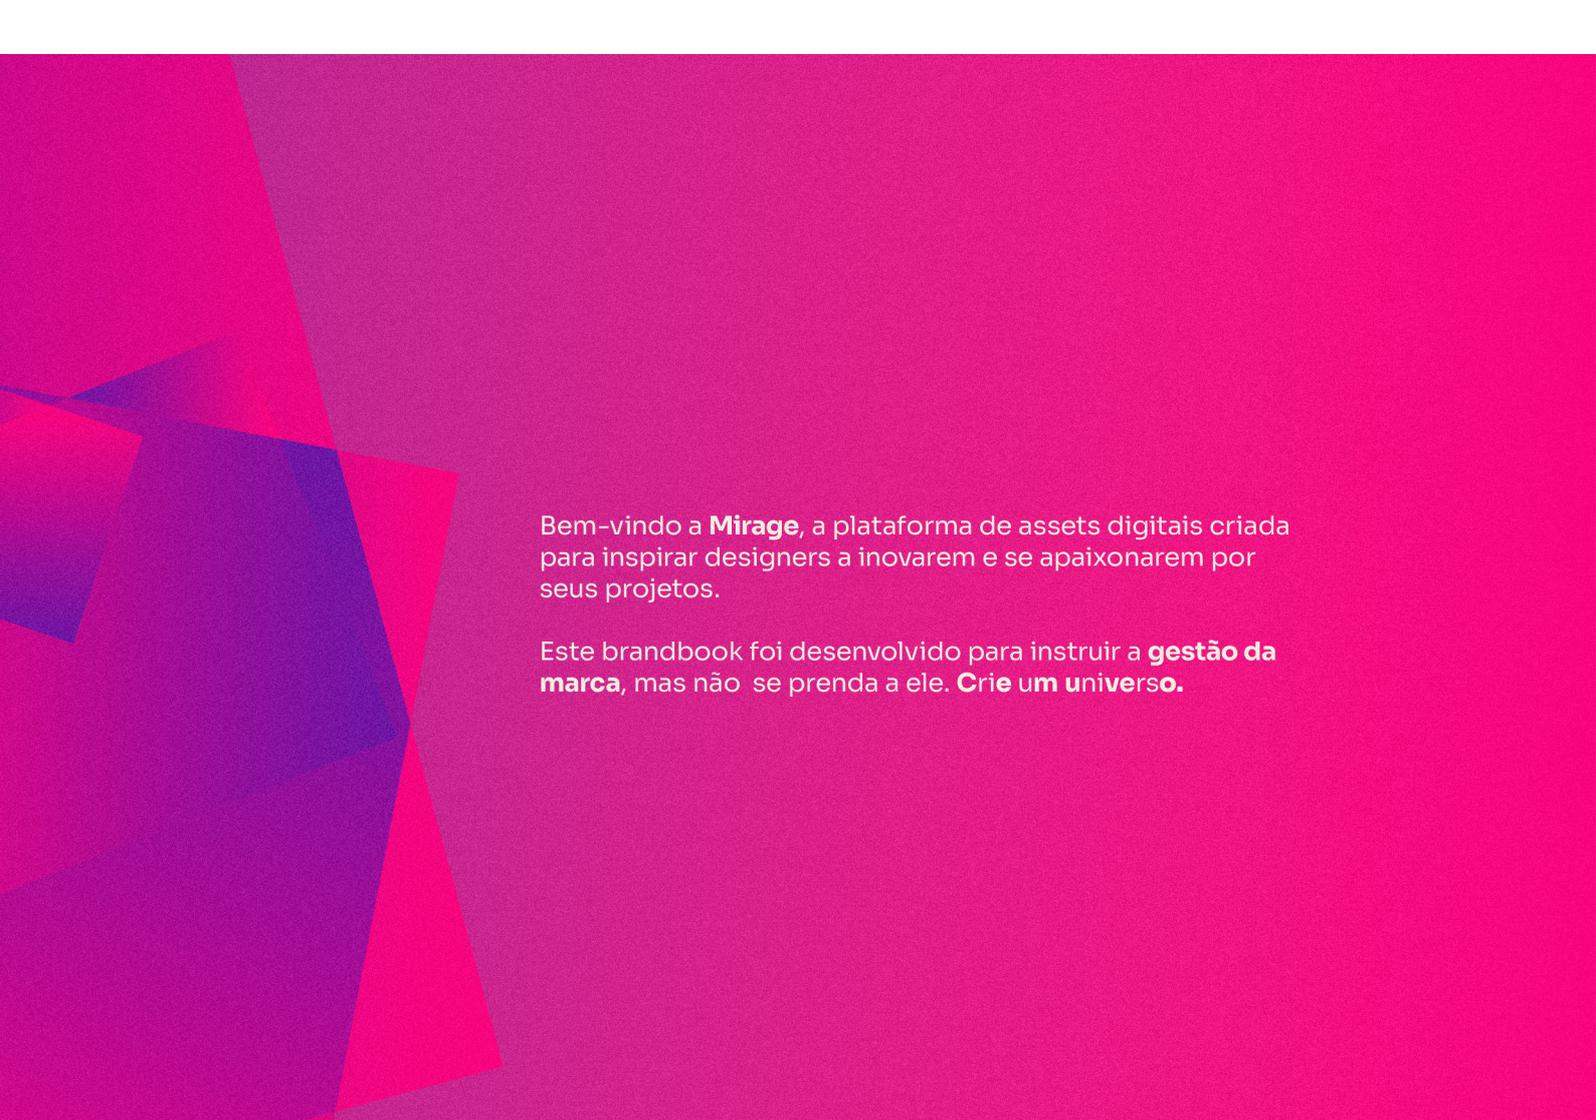 Bem-vindo a Mirage, a plataforma de assets digitais criada
para inspirar designers a inovarem e se apaixonarem por
seus projetos.
Este brandbook foi desenvolvido para instruir a gestão da
marca, mas não  se prenda a ele. Crie um universo.